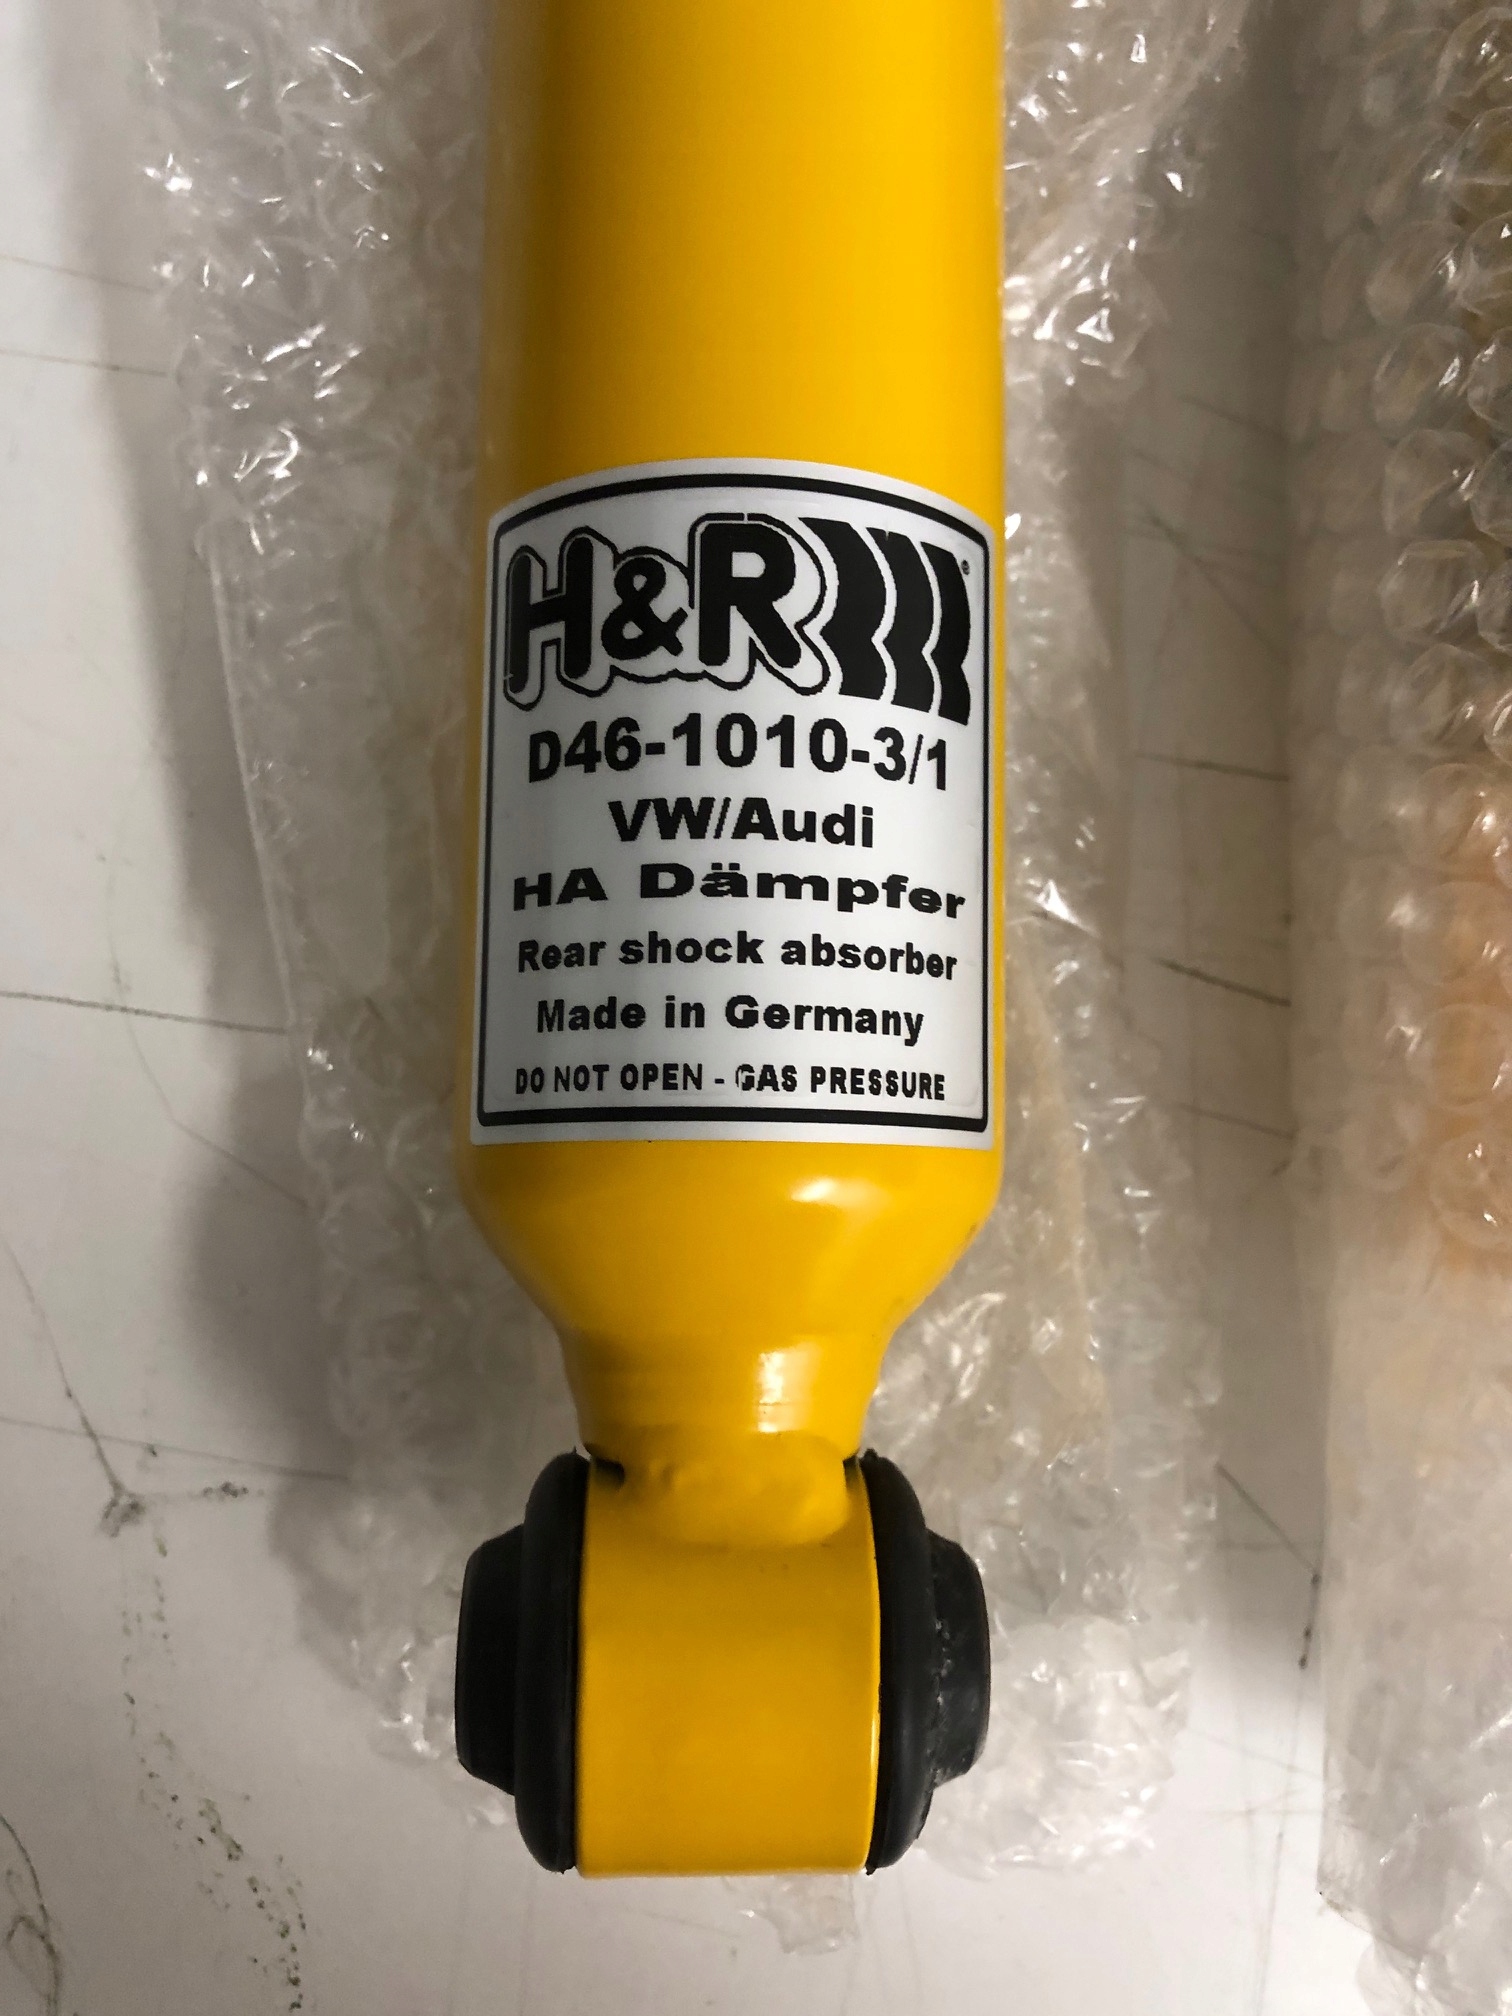 H&R®
D46-1010-3/1
VW/Audi
HA Dämpfer
Rear shock absorber
Made in Germany
DO NOT OPEN - GAS PRESSURE